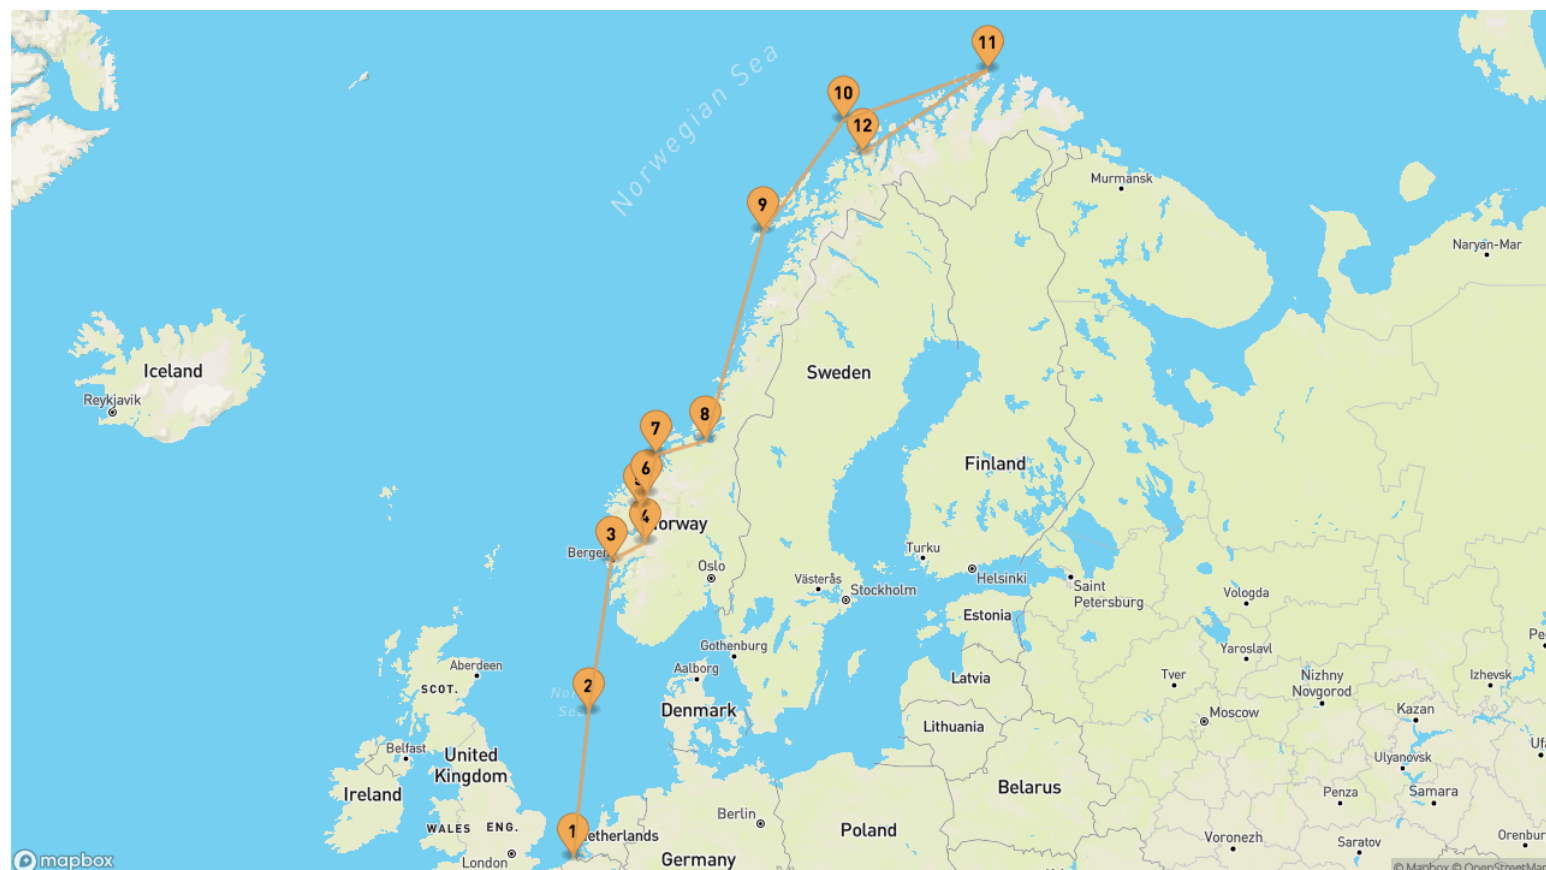 11
10
12
Norwegian Sea
Murmansk
9
Naryan-Mar
Iceland
Reykjavik
Sweden
8
7
6
Finland
4
3
Bergen
Oslo
Turku
Helsinki
Västerås
Stockholm
Saint
Petersburg
Vologda
Estonia
Gothenburg
Yaroslavl
Aberdeen
Aalborg
SCOT.
2
Latvia
Tver
Nizhny
Novgorod
Izhevsk
Denmark
Lithuania
Moscow
Kazan
Belfast
United
Kingdom
Ulyanovsk
Ireland
Belarus
Penza
Samara
1
Berlin
WALES
ENG.
Poland
Voronezh
Saratov
London
Germany
mapbox
© Mapbox © OpenStreetMap